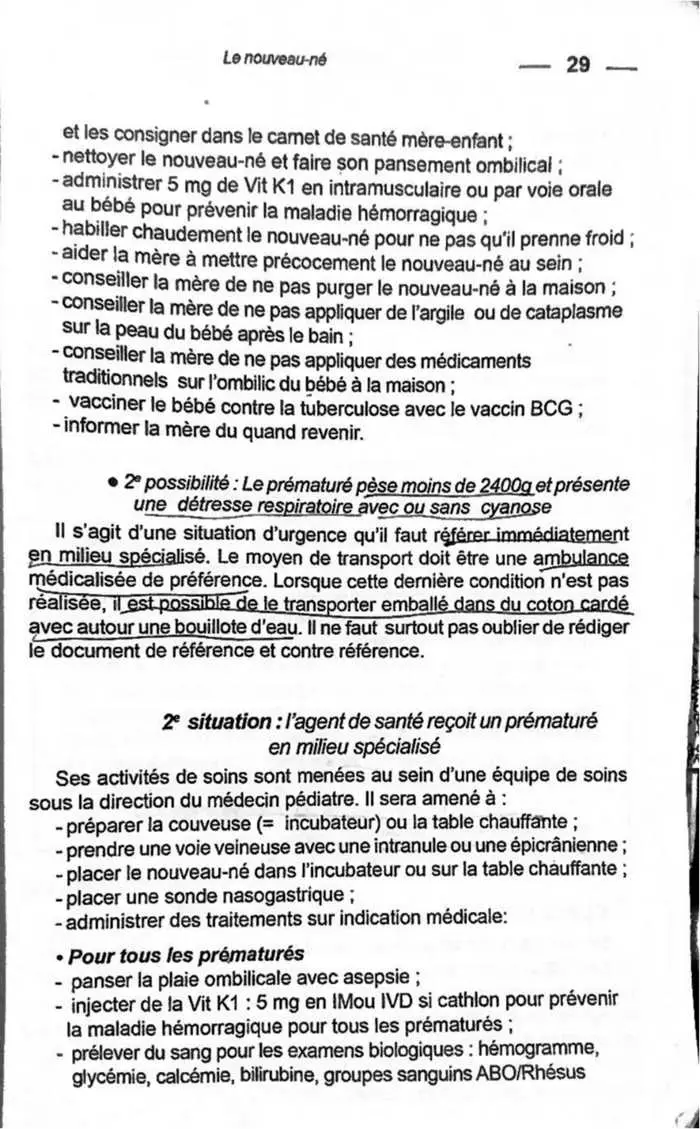 Le nouveau-né
— 29 —
et les consigner dans le carnet de santé mère-enfant ;
- nettoyer le nouveau-né et faire son pansement ombilical ;
- administrer 5 mg de Vit K1 en intramusculaire ou par voie orale
au bébé pour prévenir la maladie hémorragique ;
- habiller chaudement le nouveau-né pour ne pas qu'il prenne froid ;
- aider la mère à mettre précocement le nouveau-né au sein ;
- conseiller la mère de ne pas purger le nouveau-né à la maison ;
- conseiller la mère de ne pas appliquer de l'argile ou de cataplasme
sur la peau du bébé après le bain ;
- conseiller la mère de ne pas appliquer des médicaments
traditionnels sur l'ombilic du bébé à la maison ;
- vacciner le bébé contre la tuberculose avec le vaccin BCG ;
- informer la mère du quand revenir.
• 2e possibilité : Le prématuré pèse moins de 2400g et présente
une détresse respiratoire avec ou sans cyanose
Il s'agit d'une situation d'urgence qu'il faut référer immédiatement
en milieu spécialisé. Le moyen de transport doit être une ambulance
médicalisée de préférence. Lorsque cette dernière condition n'est pas
réalisée, il est possible de le transporter emballé dans du coton cardé
avec autour une bouillote d'eau. Il ne faut surtout pas oublier de rédiger
le document de référence et contre référence.
2e situation : l'agent de santé reçoit un prématuré
en milieu spécialisé
Ses activités de soins sont menées au sein d'une équipe de soins
sous la direction du médecin pédiatre. Il sera amené à :
- préparer la couveuse (= incubateur) ou la table chauffante ;
- prendre une voie veineuse avec une intranule ou une épicrânienne ;
- placer le nouveau-né dans l'incubateur ou sur la table chauffante ;
- placer une sonde nasogastrique ;
- administrer des traitements sur indication médicale:
• Pour tous les prématurés
- panser la plaie ombilicale avec asepsie ;
- injecter de la Vit K1 : 5 mg en IMou IVD si cathlon pour prévenir
la maladie hémorragique pour tous les prématurés ;
- prélever du sang pour les examens biologiques : hémogramme,
glycémie, calcémie, bilirubine, groupes sanguins ABO/Rhésus